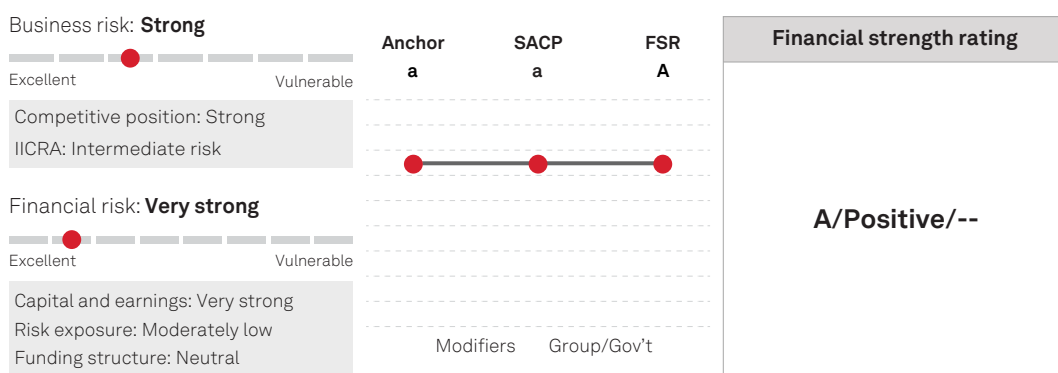 Business risk: Strong
Excellent Vulnerable
Competitive position: Strong
IICRA: Intermediate risk
Financial risk: Very strong
Excellent Vulnerable
Capital and earnings: Very strong
Risk exposure: Moderately low
Funding structure: Neutral
Anchor SACP FSR
a a A
Modifiers Group/Gov't
Financial strength rating
A/Positive/--